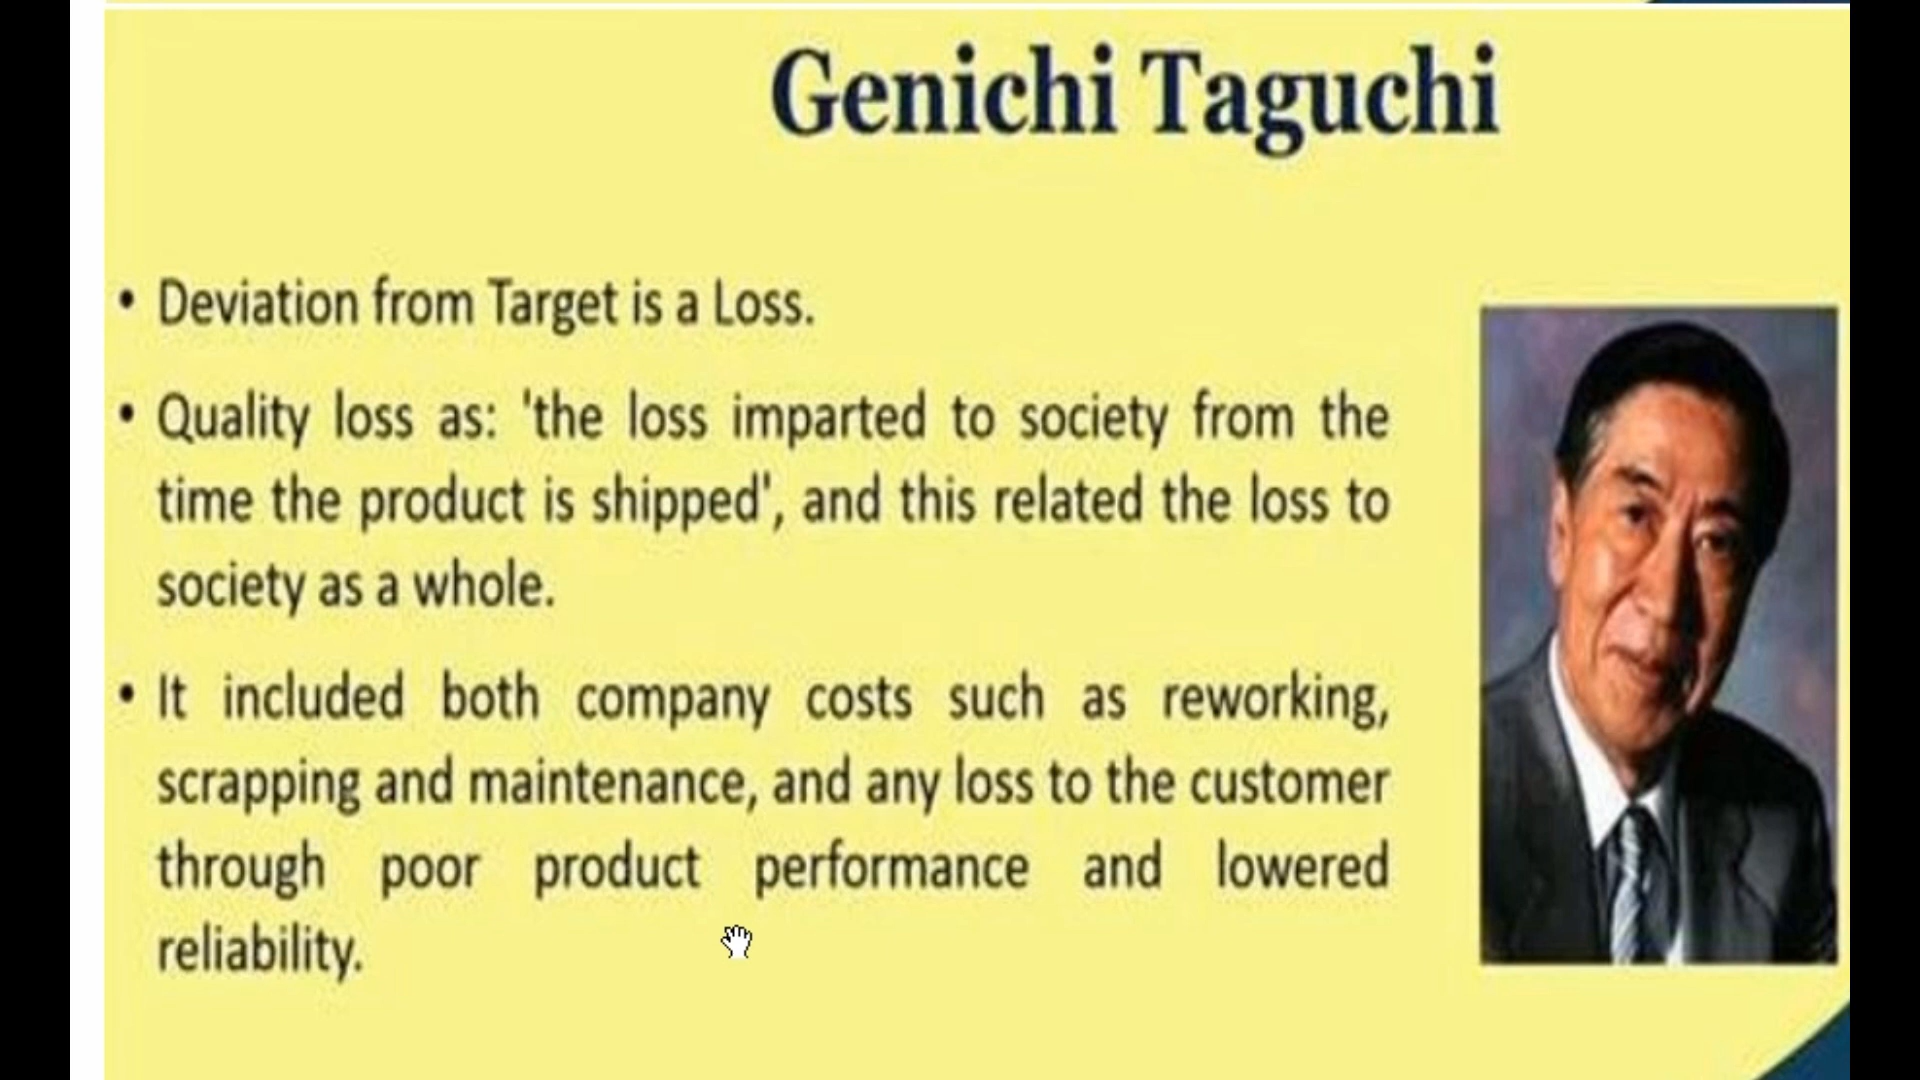 Genichi Taguchi
• Deviation from Target is a Loss.
• Quality loss as: 'the loss imparted to society from the
time the product is shipped', and this related the loss to
society as a whole.
• It included both company costs such as reworking,
scrapping and maintenance, and any loss to the customer
through poor product performance and lowered
reliability.